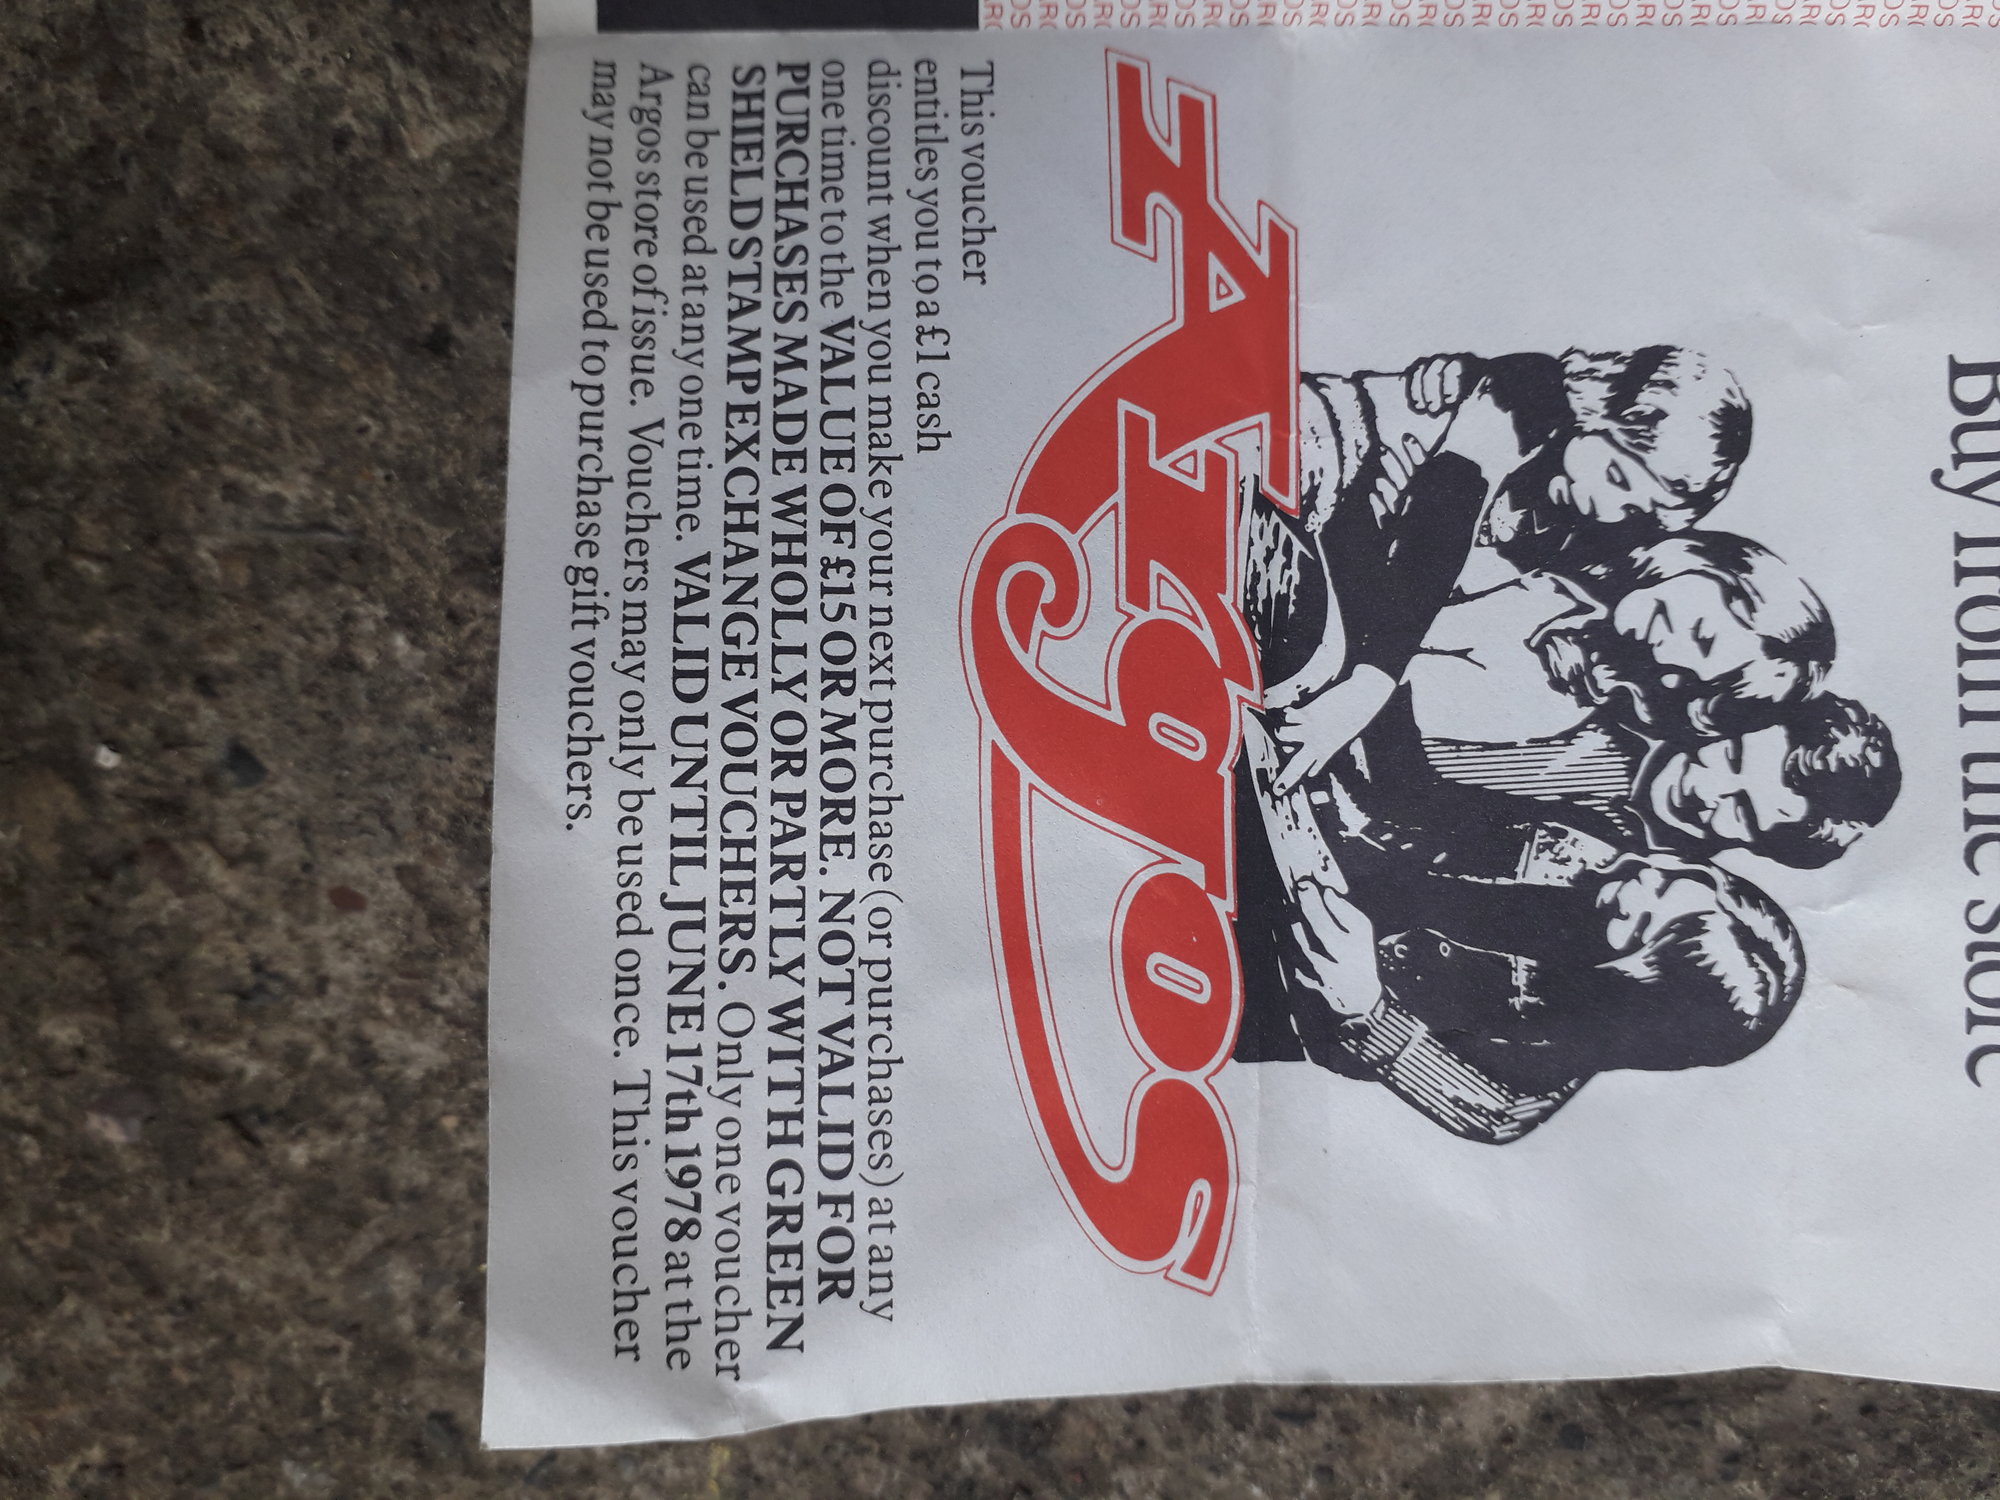 Buy from the store
Argos
This voucher
entitles you to a £1 cash
discount when you make your next purchase (or purchases) at any
one time to the VALUE OF £15 OR MORE. NOT VALID FOR
PURCHASES MADE WHOLLY OR PARTLY WITH GREEN
SHIELD STAMP EXCHANGE VOUCHERS. Only one voucher
can be used at any one time. VALID UNTIL JUNE 17th 1978 at the
Argos store of issue. Vouchers may only be used once. This voucher
may not be used to purchase gift vouchers.